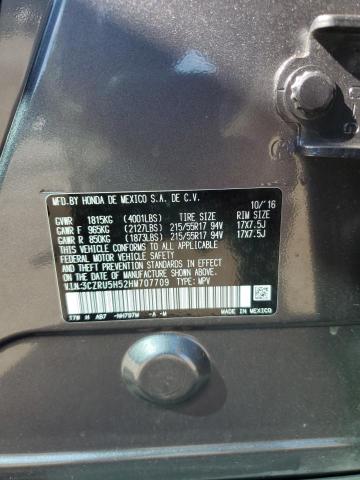 MFD.BY HONDA DE MEXICO S.A. DE C.V.
10/'16
GVWR 1815KG (4001LBS) TIRE SIZE RIM SIZE
GAWR F 965KG (2127LBS) 215/55R17 94V 17X7.5J
GAWR R 850KG (1873LBS) 215/55R17 94V 17X7.5J
THIS VEHICLE CONFORMS TO ALL APPLICABLE
FEDERAL MOTOR VEHICLE SAFETY
AND THEFT PREVENTION STANDARDS IN EFFECT
ON THE DATE OF MANUFACTURE SHOWN ABOVE.
V.I.N.:3CZRU5H52HM707709 TYPE: MPV
-NH797M -A -M
MADE IN MEXICO